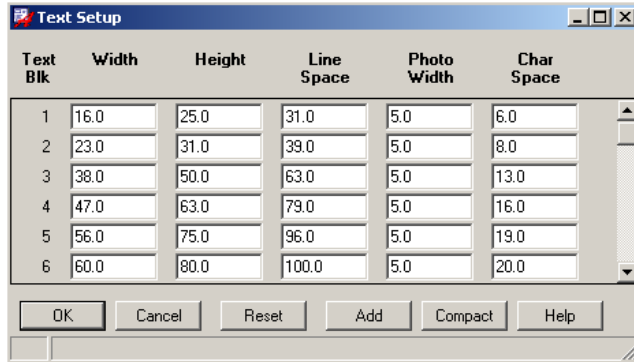 Text Setup
Text Blk Width Height Line Space Photo Width Char Space
1 16.0 25.0 31.0 5.0 6.0
2 23.0 31.0 39.0 5.0 8.0
3 38.0 50.0 63.0 5.0 13.0
4 47.0 63.0 79.0 5.0 16.0
5 56.0 75.0 96.0 5.0 19.0
6 60.0 80.0 100.0 5.0 20.0
OK Cancel Reset Add Compact Help